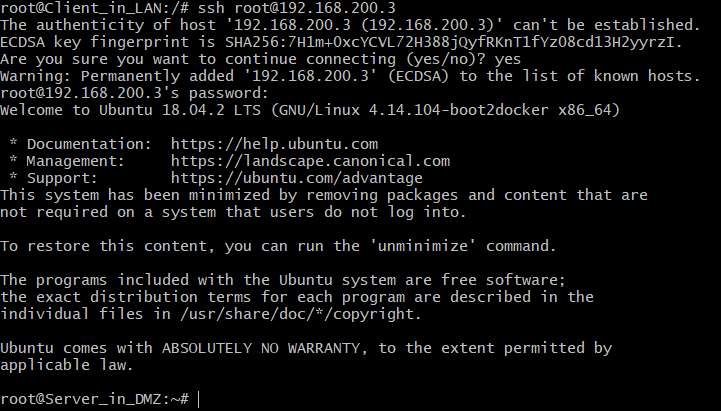 root@Client_in_LAN:/# ssh root@192.168.200.3
The authenticity of host '192.168.200.3 (192.168.200.3)' can't be established.
ECDSA key fingerprint is SHA256:7H1m+OxcYCVL72H388jQyfRKnT1fYz08cd13H2yyrzI.
Are you sure you want to continue connecting (yes/no)? yes
Warning: Permanently added '192.168.200.3' (ECDSA) to the list of known hosts.
root@192.168.200.3's password:
Welcome to Ubuntu 18.04.2 LTS (GNU/Linux 4.14.104-boot2docker x86_64)

 * Documentation:  https://help.ubuntu.com
 * Management:     https://landscape.canonical.com
 * Support:        https://ubuntu.com/advantage
This system has been minimized by removing packages and content that are
not required on a system that users do not log into.

To restore this content, you can run the 'unminimize' command.

The programs included with the Ubuntu system are free software;
the exact distribution terms for each program are described in the
individual files in /usr/share/doc/*/copyright.

Ubuntu comes with ABSOLUTELY NO WARRANTY, to the extent permitted by
applicable law.

root@Server_in_DMZ:~#